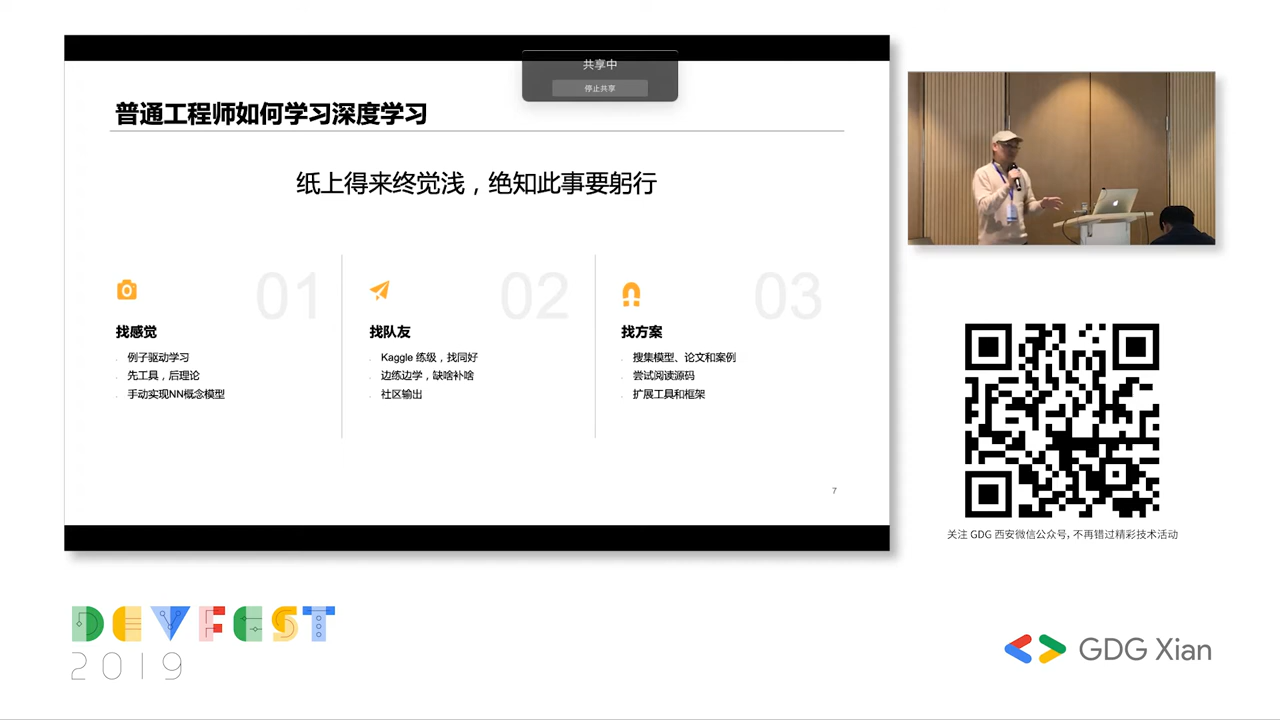 共享中
停止共享
普通工程师如何学习深度学习
纸上得来终觉浅，绝知此事要躬行
01
找感觉
例子驱动学习
先工具，后理论
手动实现NN概念模型
02
找队友
Kaggle 练级，找同好
边练边学，缺啥补啥
社区输出
03
找方案
搜集模型、论文和案例
尝试阅读源码
扩展工具和框架
7
关注 GDG 西安微信公众号, 不再错过精彩技术活动
DEVFEST
2019
GDG Xian